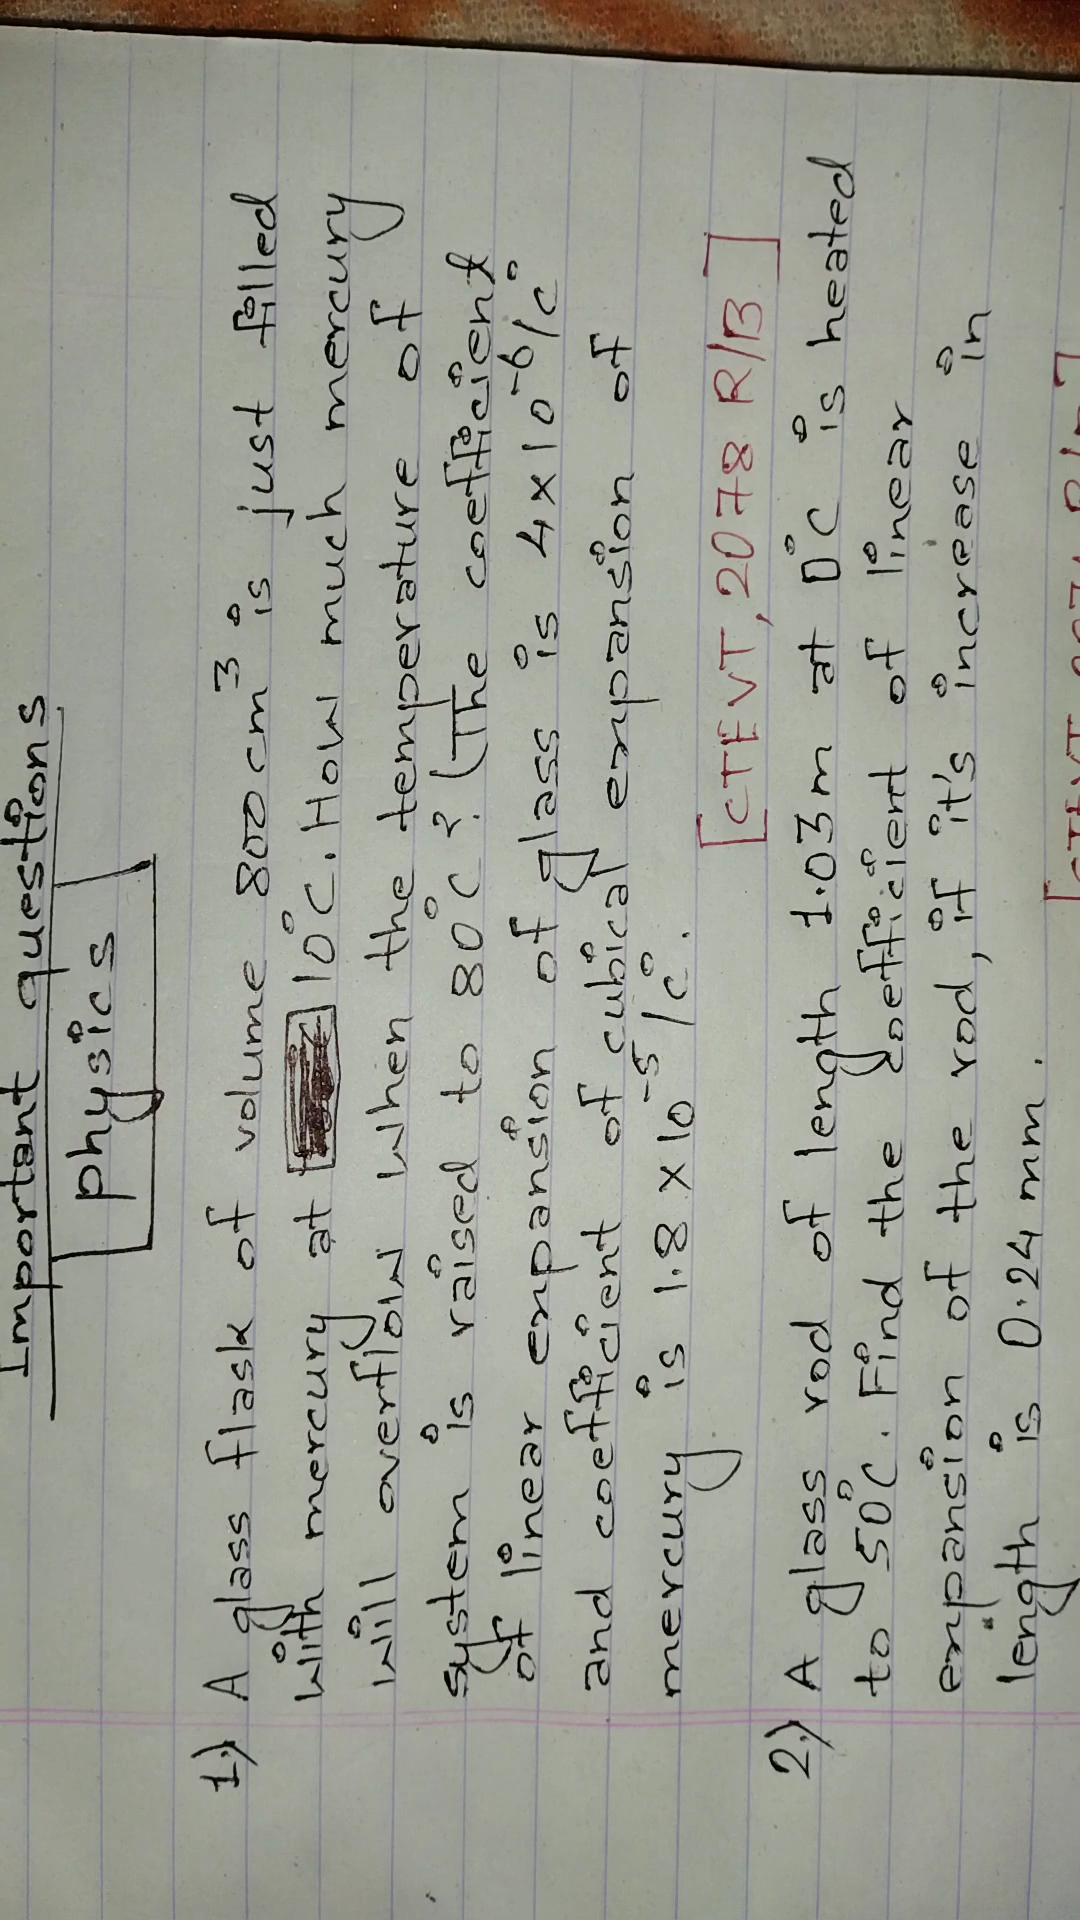 Important questions
physics
1.) A glass flask of volume 800cm³ is just filled
with mercury at 10°C. How much mercury
will overflow when the temperature of
system is raised to 80°C? (The coefficient
of linear expansion of glass is 4×10⁻⁶/c°
and coefficient of cubical expansion of
mercury is 1.8×10⁻⁵/c°.
[CTEVT, 2078 R/B]
2.) A glass rod of length 1.03m at 0°C is heated
to 50°C. Find the coefficient of linear
expansion of the rod, if it's increase in
length is 0.24 mm.